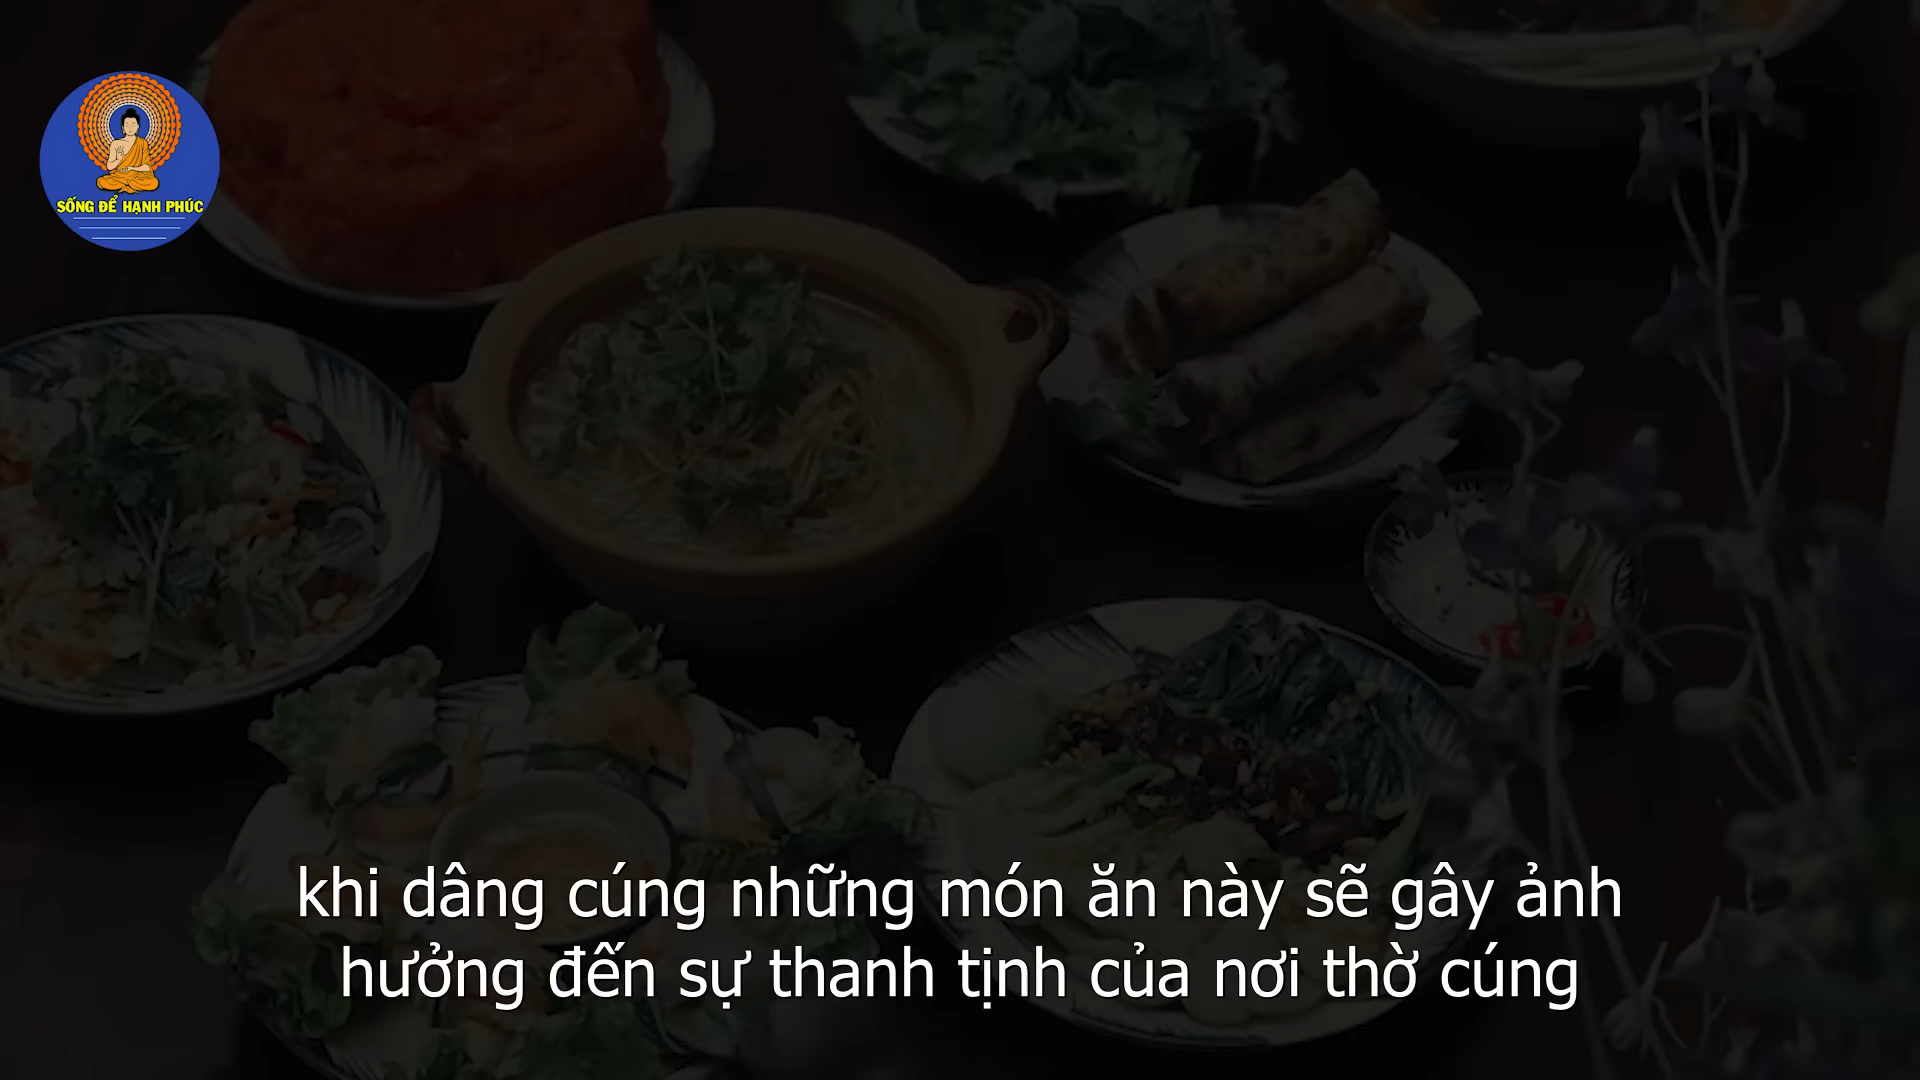 SỐNG ĐỂ HẠNH PHÚC
khi dâng cúng những món ăn này sẽ gây ảnh
hưởng đến sự thanh tịnh của nơi thờ cúng